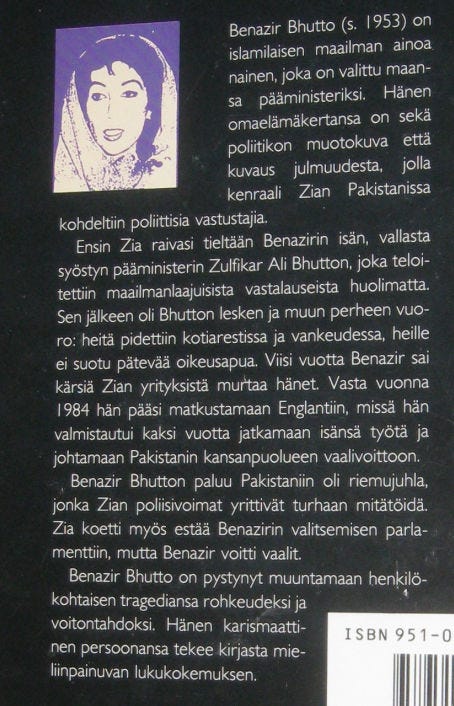 Benazir Bhutto (s. 1953) on
islamilaisen maailman ainoa
nainen, joka on valittu maan-
sa pääministeriksi. Hänen
omaelämäkertansa on sekä
poliitikon muotokuva että
kuvaus julmuudesta, jolla
kenraali Zian Pakistanissa
kohdeltiin poliittisia vastustajia.
Ensin Zia raivasi tieltään Benazirin isän, vallasta
syöstyn pääministerin Zulfikar Ali Bhutton, joka teloi-
tettiin maailmanlaajuisista vastalauseista huolimatta.
Sen jälkeen oli Bhutton lesken ja muun perheen vuo-
ro: heitä pidettiin kotiarestissa ja vankeudessa, heille
ei suotu pätevää oikeusapua. Viisi vuotta Benazir sai
kärsiä Zian yrityksistä murtaa hänet. Vasta vuonna
1984 hän pääsi matkustamaan Englantiin, missä hän
valmistautui kaksi vuotta jatkamaan isänsä työtä ja
johtamaan Pakistanin kansanpuolueen vaalivoittoon.
Benazir Bhutton paluu Pakistaniin oli riemujuhla,
jonka Zian poliisivoimat yrittivät turhaan mitätöidä.
Zia koetti myös estää Benazirin valitsemisen parla-
menttiin, mutta Benazir voitti vaalit.
Benazir Bhutto on pystynyt muuntamaan henkilö-
kohtaisen tragediansa rohkeudeksi ja
voitontahdoksi. Hänen karismaatti-
nen persoonansa tekee kirjasta mie-
liinpainuvan lukukokemuksen.
ISBN 951-0